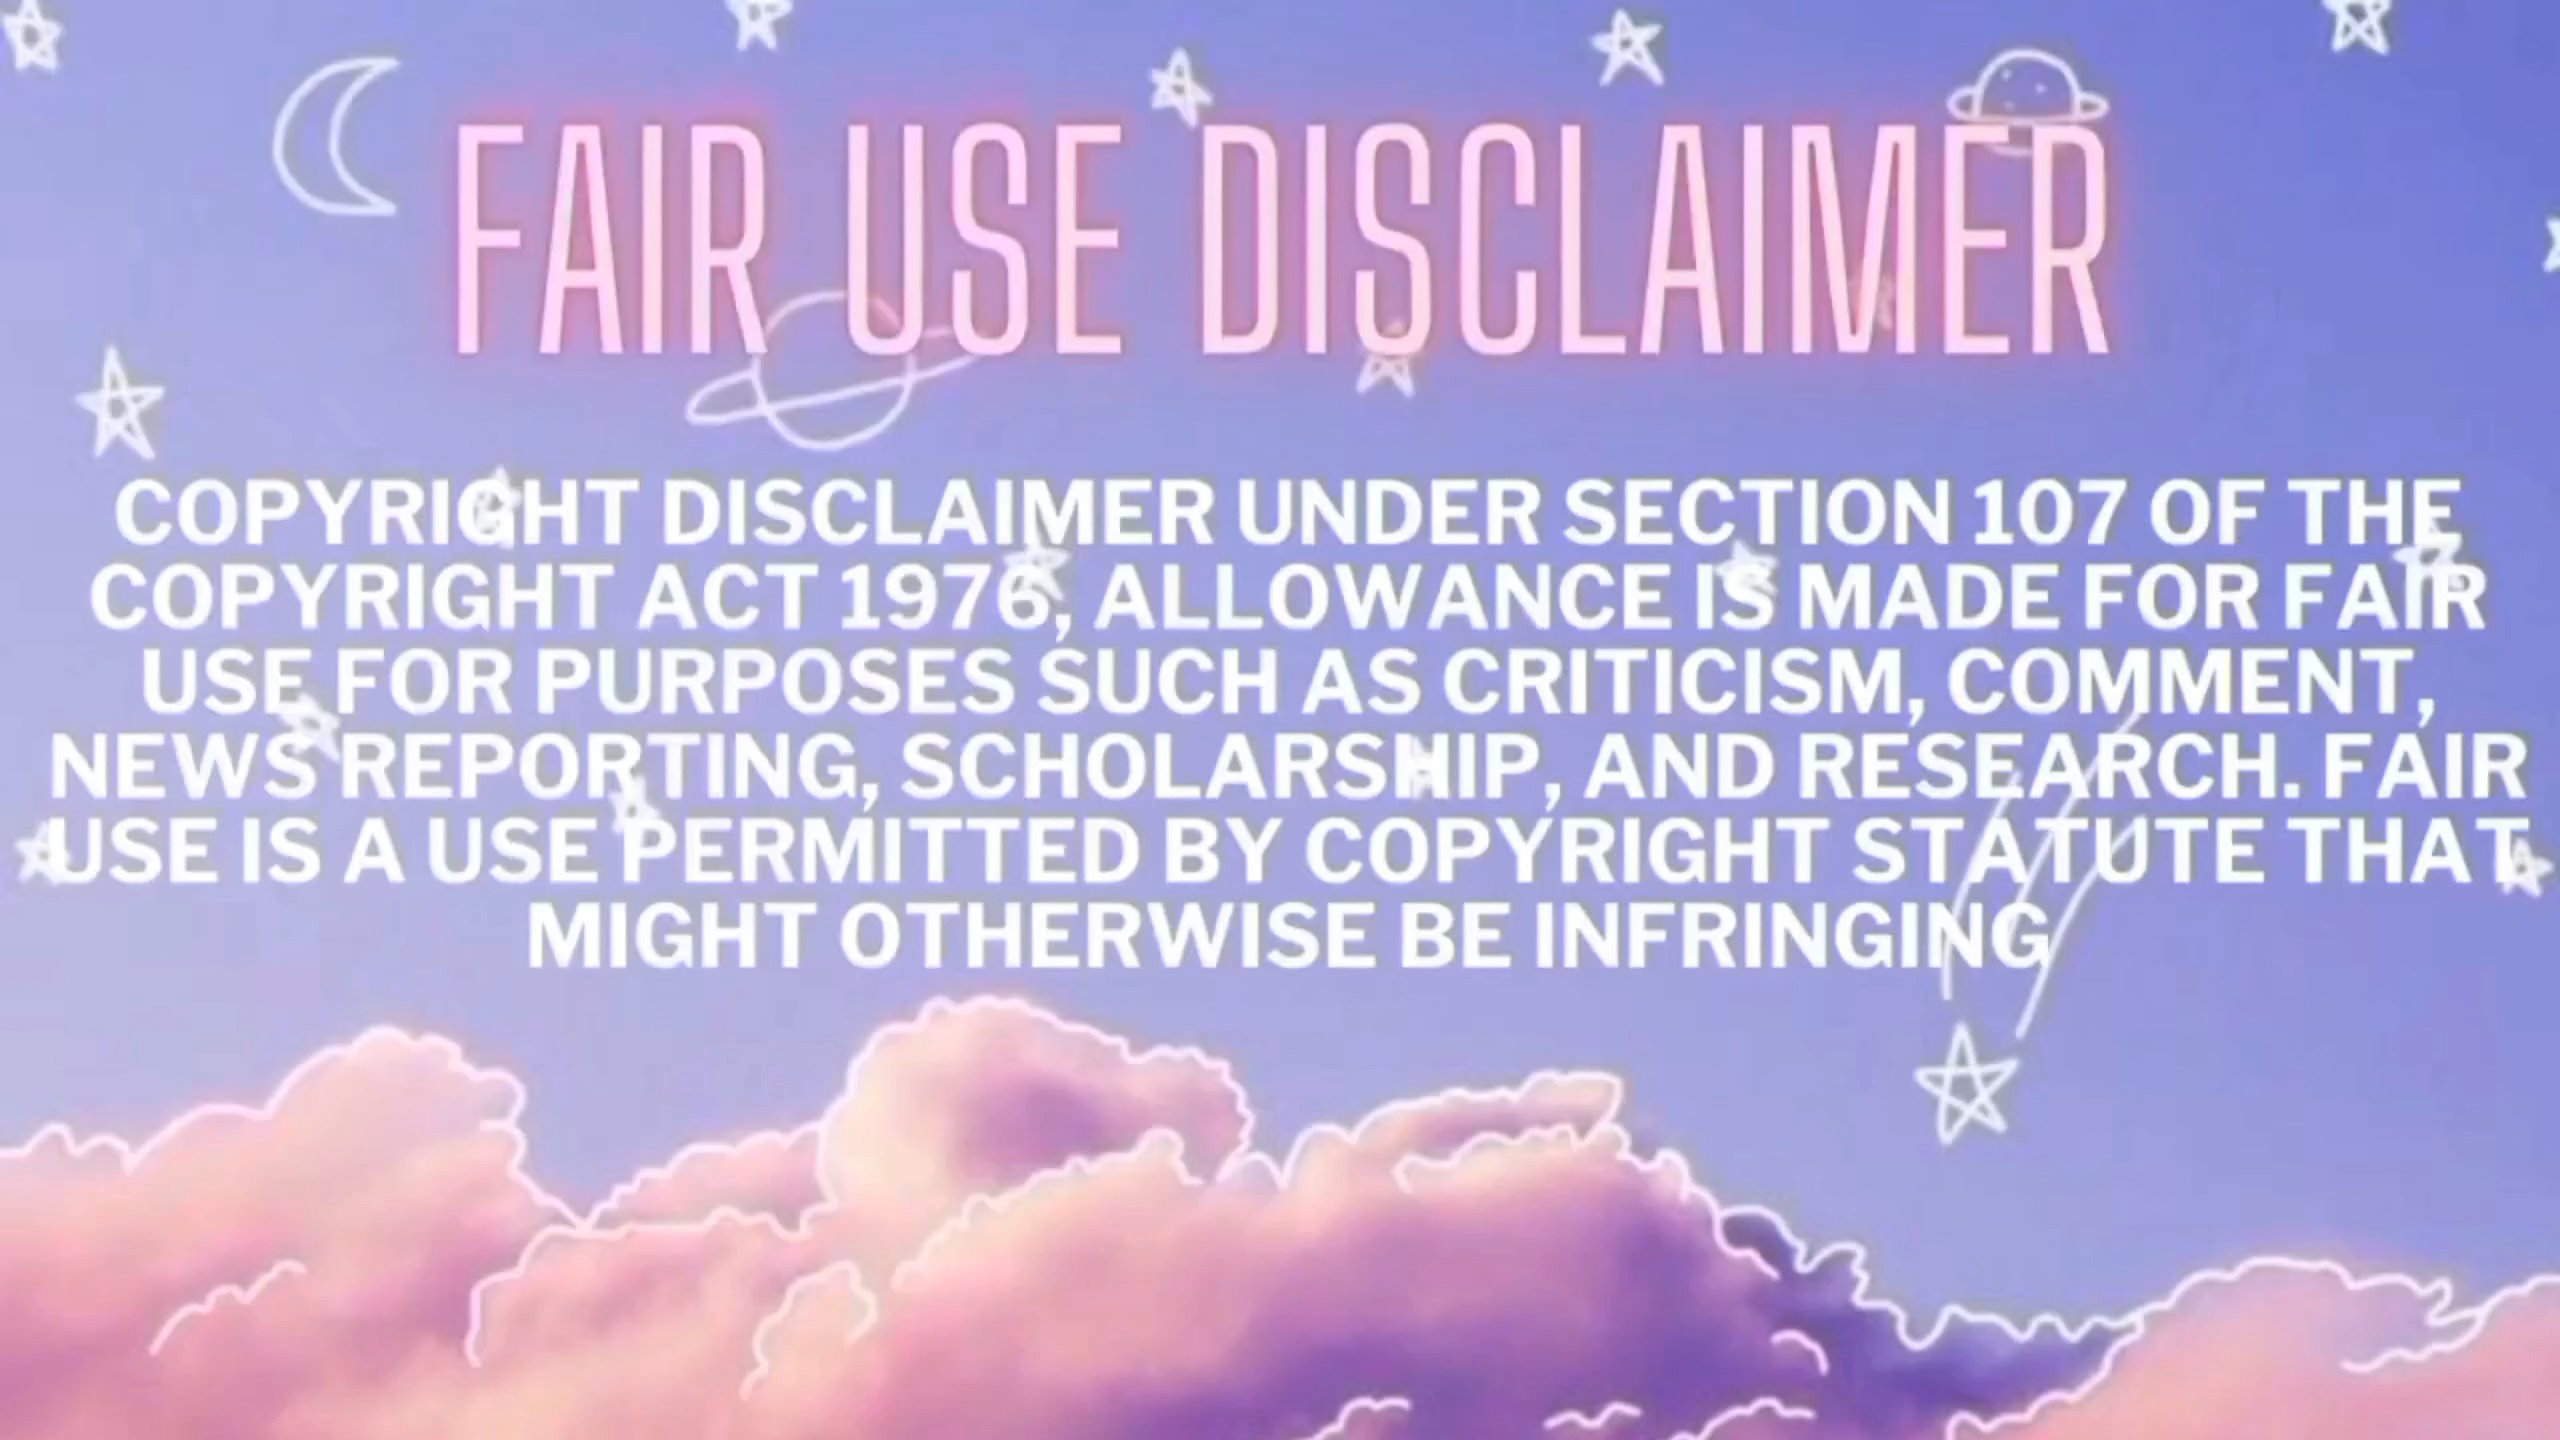 FAIR USE DISCLAIMER
COPYRIGHT DISCLAIMER UNDER SECTION 107 OF THE
COPYRIGHT ACT 1976, ALLOWANCE IS MADE FOR FAIR
USE FOR PURPOSES SUCH AS CRITICISM, COMMENT,
NEWS REPORTING, SCHOLARSHIP, AND RESEARCH. FAIR
USE IS A USE PERMITTED BY COPYRIGHT STATUTE THAT
MIGHT OTHERWISE BE INFRINGING